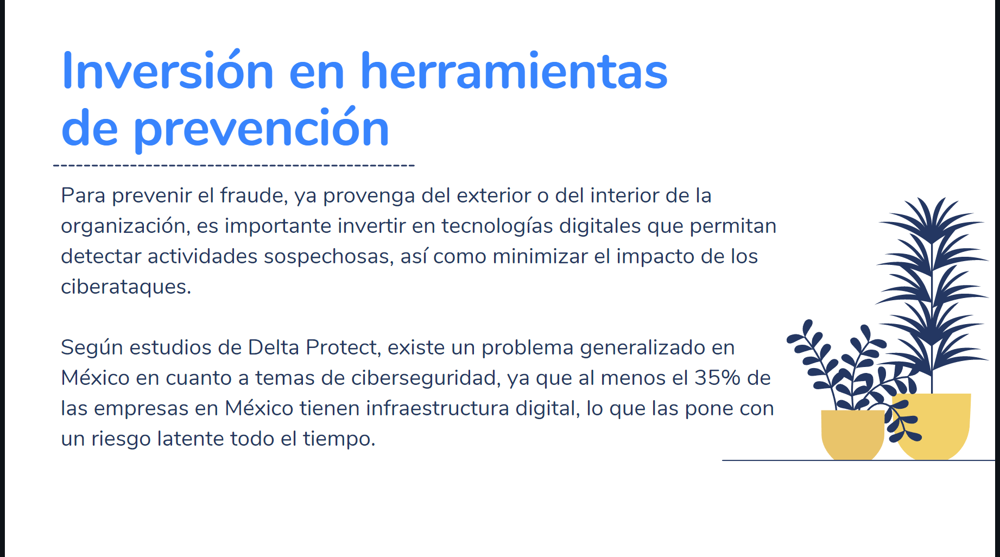 Inversión en herramientas
de prevención
Para prevenir el fraude, ya provenga del exterior o del interior de la
organización, es importante invertir en tecnologías digitales que permitan
detectar actividades sospechosas, así como minimizar el impacto de los
ciberataques.
Según estudios de Delta Protect, existe un problema generalizado en
México en cuanto a temas de ciberseguridad, ya que al menos el 35% de
las empresas en México tienen infraestructura digital, lo que las pone con
un riesgo latente todo el tiempo.